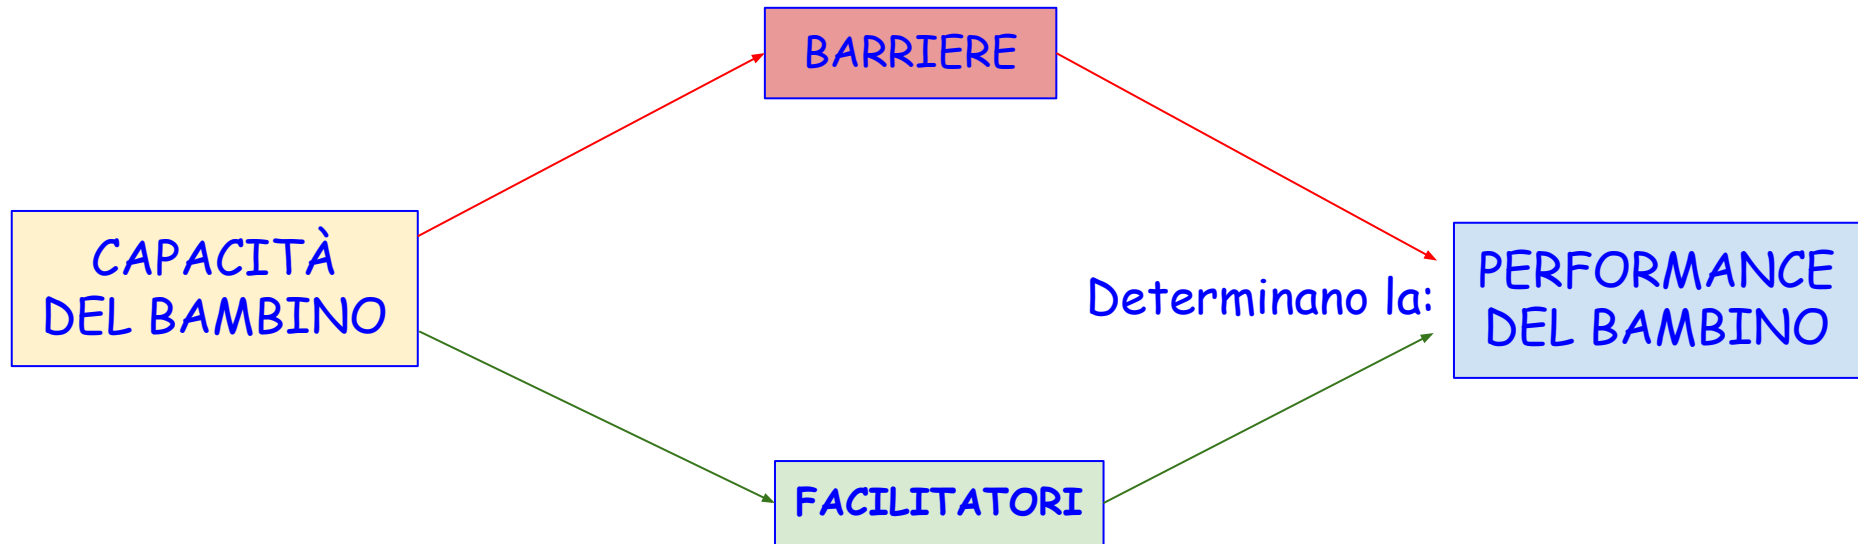 BARRIERE
CAPACITÀ
DEL BAMBINO
Determinano la:
PERFORMANCE
DEL BAMBINO
FACILITATORI